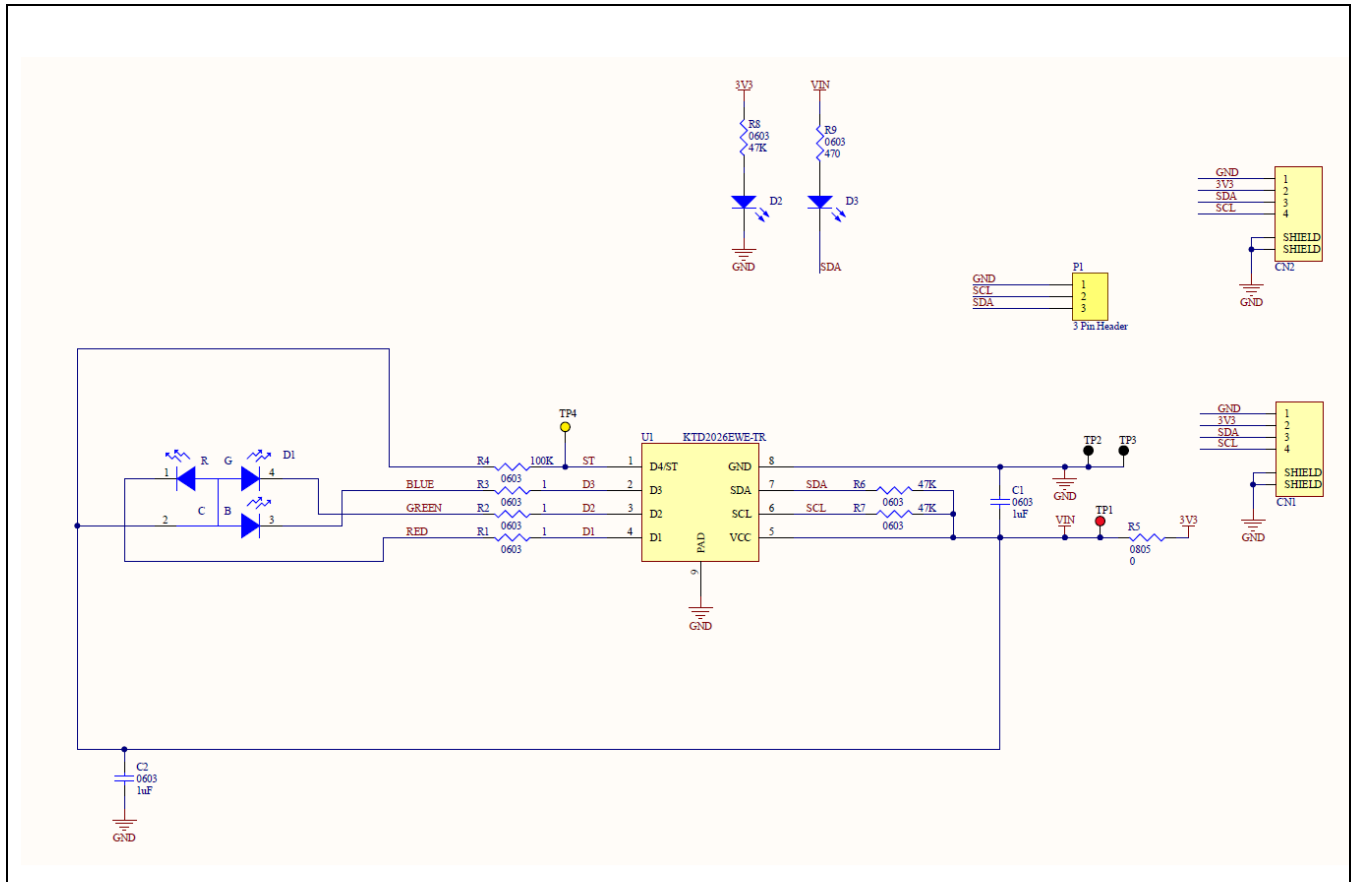 3V3
VIN
R8
0603
47K
R9
0603
470
D2
D3
GND
SDA
GND
3V3
SDA
SCL
1
2
3
4
SHIELD
SHIELD
CN2
GND
P1
GND
SCL
SDA
1
2
3
3 Pin Header
GND
3V3
SDA
SCL
1
2
3
4
SHIELD
SHIELD
CN1
GND
TP4
U1 KTD2026EWE-TR
R4 100K ST 1 D4/ST GND 8
0603
BLUE R3 1 D3 2 D3 SDA 7 SDA R6 47K
0603 0603
GREEN R2 1 D2 3 D2 SCL 6 SCL R7 47K
0603 0603
RED R1 1 D1 4 D1 VCC 5
0603
PAD
9
GND
1 R G D1
4
2 C B 3
C1
0603
1uF
TP2 TP3
GND
VIN
TP1
R5
0805
0
3V3
C2
0603
1uF
GND